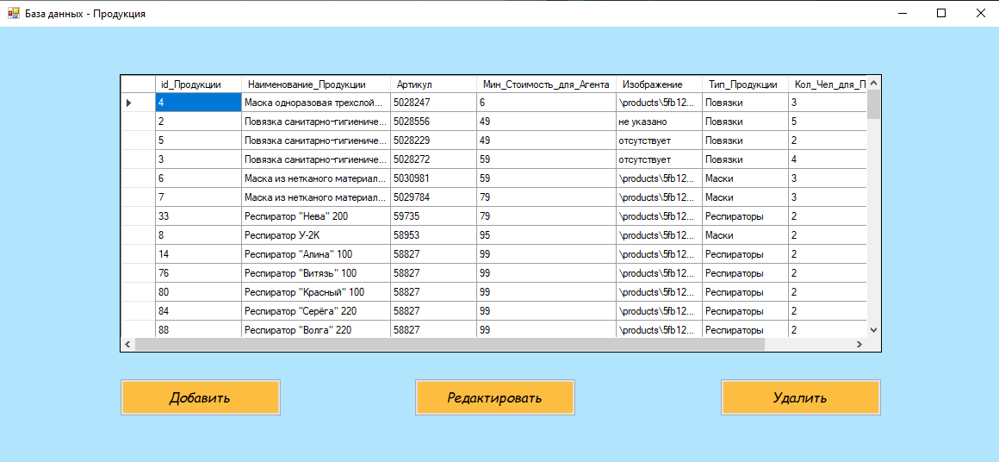 База данных - Продукция
id_Продукции Наименование_Продукции Артикул Мин_Стоимость_для_Агента Изображение Тип_Продукции Кол_Чел_для_П
4 Маска одноразовая трехслой... 5028247 6 \products\5fb12... Повязки 3
2 Повязка санитарно-гигиениче... 5028556 49 не указано Повязки 5
5 Повязка санитарно-гигиениче... 5028229 49 отсутствует Повязки 2
3 Повязка санитарно-гигиениче... 5028272 59 отсутствует Повязки 4
6 Маска из нетканого материал... 5030981 59 \products\5fb12... Маски 3
7 Маска из нетканого материал... 5029784 79 \products\5fb12... Маски 3
33 Респиратор "Нева" 200 59735 79 \products\5fb12... Респираторы 2
8 Респиратор У-2К 58953 95 \products\5fb12... Маски 2
14 Респиратор "Алина" 100 58827 99 \products\5fb12... Респираторы 2
76 Респиратор "Витязь" 100 58827 99 \products\5fb12... Респираторы 2
80 Респиратор "Красный" 100 58827 99 \products\5fb12... Респираторы 2
84 Респиратор "Серёга" 220 58827 99 \products\5fb12... Респираторы 2
88 Респиратор "Волга" 220 58827 99 \products\5fb12... Респираторы 2
Добавить Редактировать Удалить